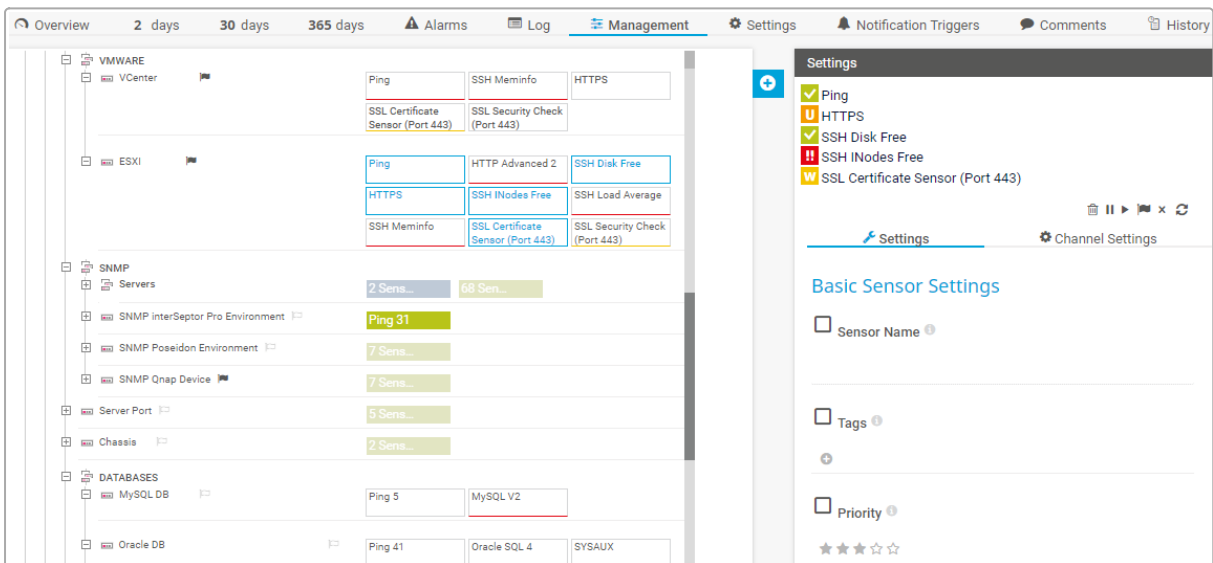 Overview
2 days
30 days
365 days
Alarms
Log
Management
Settings
Notification Triggers
Comments
History
VMWARE
VCenter
Ping
SSH Meminfo
HTTPS
SSL Certificate
Sensor (Port 443)
SSL Security Check
(Port 443)
ESXI
Ping
HTTP Advanced 2
SSH Disk Free
HTTPS
SSH INodes Free
SSH Load Average
SSH Meminfo
SSL Certificate
Sensor (Port 443)
SSL Security Check
(Port 443)
SNMP
Servers
2 Sens...
68 Sen...
SNMP interSeptor Pro Environment
Ping 31
SNMP Poseidon Environment
7 Sens...
SNMP Qnap Device
7 Sens...
Server Port
5 Sens...
Chassis
2 Sens...
DATABASES
MySQL DB
Ping 5
MySQL V2
Oracle DB
Ping 41
Oracle SQL 4
SYSAUX
Settings
Ping
U HTTPS
SSH Disk Free
!! SSH INodes Free
W SSL Certificate Sensor (Port 443)
Settings
Channel Settings
Basic Sensor Settings
Sensor Name
Tags
Priority